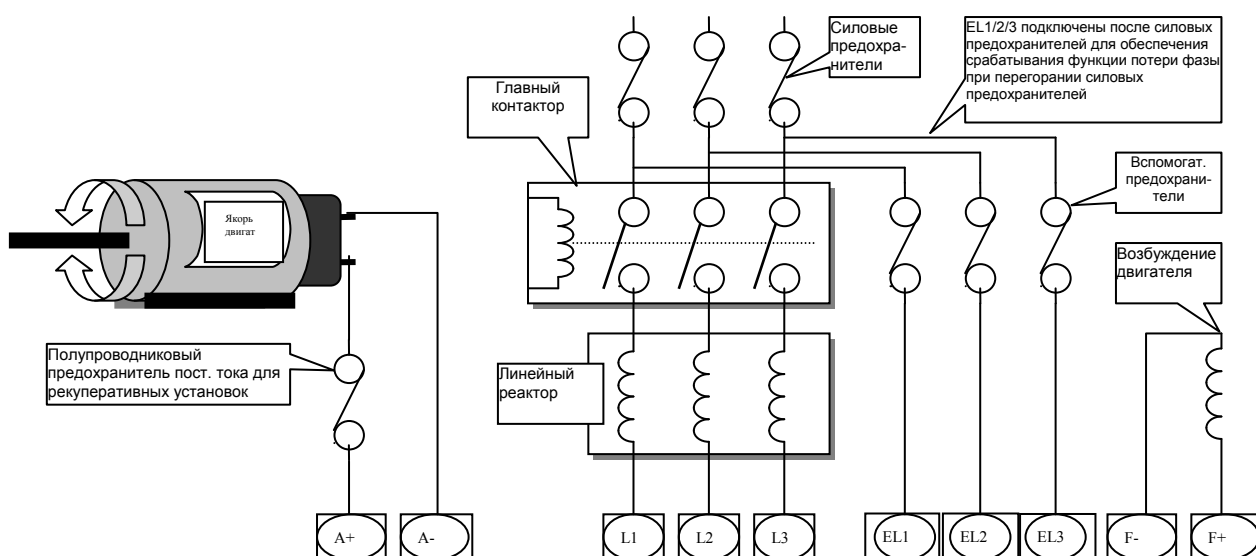 Силовые
предохра-
нители
EL1/2/3 подключены после силовых
предохранителей для обеспечения
срабатывания функции потери фазы
при перегорании силовых
предохранителей
Главный
контактор
Вспомогат.
предохрани-
тели
Якорь
двигат
Возбуждение
двигателя
Полупроводниковый
предохранитель пост. тока для
рекуперативных установок
Линейный
реактор
A+ A- L1 L2 L3 EL1 EL2 EL3 F- F+